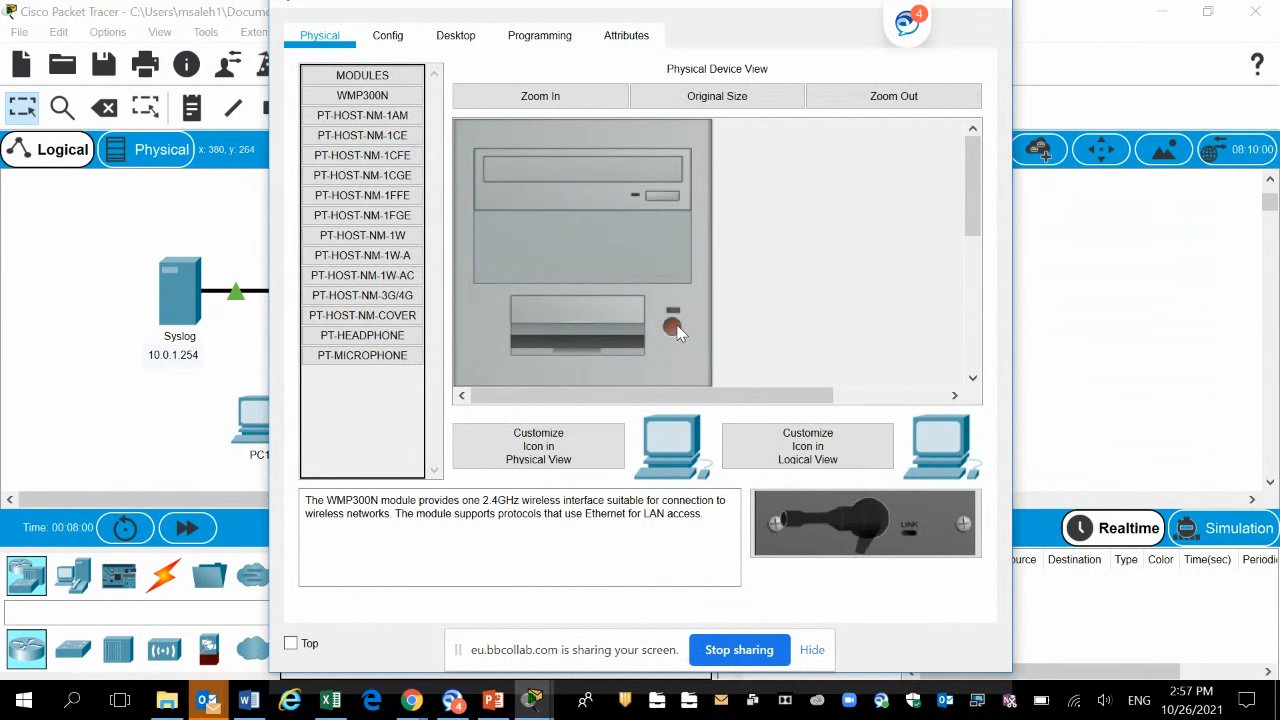 Cisco Packet Tracer - C:\Users\msaleh1\Docume
File Edit Options View Tools Exten
Physical Config Desktop Programming Attributes
4
Logical
Physical
x: 380, y: 264
08:10:00
MODULES
WMP300N
PT-HOST-NM-1AM
PT-HOST-NM-1CE
PT-HOST-NM-1CFE
PT-HOST-NM-1CGE
PT-HOST-NM-1FFE
PT-HOST-NM-1FGE
PT-HOST-NM-1W
PT-HOST-NM-1W-A
PT-HOST-NM-1W-AC
PT-HOST-NM-3G/4G
PT-HOST-NM-COVER
PT-HEADPHONE
PT-MICROPHONE
Physical Device View
Zoom In Original Size Zoom Out
Syslog
10.0.1.254
PC1
Customize
Icon in
Physical View
Customize
Icon in
Logical View
The WMP300N module provides one 2.4GHz wireless interface suitable for connection to
wireless networks. The module supports protocols that use Ethernet for LAN access.
LINK
Time: 00:08:00
Realtime
Simulation
ource Destination Type Color Time(sec) Periodi
Top
eu.bbcollab.com is sharing your screen. Stop sharing Hide
4
ENG
2:57 PM
10/26/2021